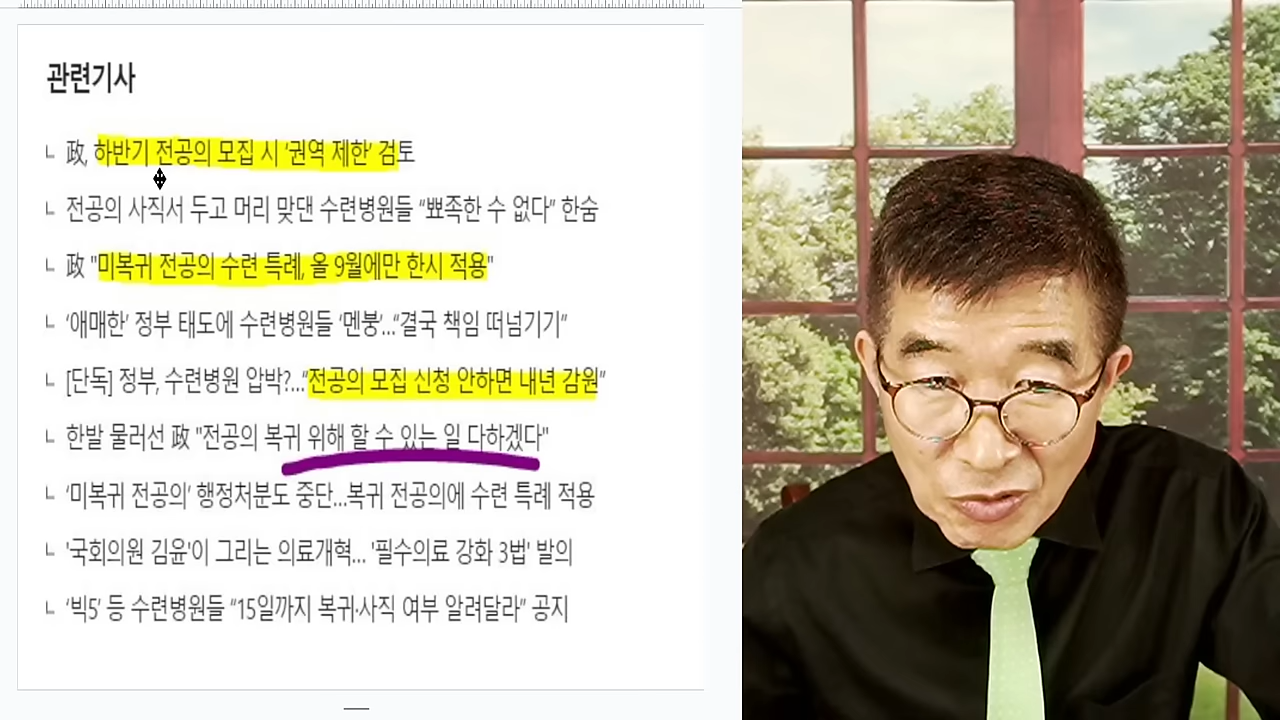 관련기사
ㄴ 政, 하반기 전공의 모집 시 ‘권역 제한’ 검토
ㄴ 전공의 사직서 두고 머리 맞댄 수련병원들 “뾰족한 수 없다” 한숨
ㄴ 政 "미복귀 전공의 수련 특례, 올 9월에만 한시 적용"
ㄴ ‘애매한’ 정부 태도에 수련병원들 ‘멘붕’…“결국 책임 떠넘기기”
ㄴ [단독] 정부, 수련병원 압박?…“전공의 모집 신청 안하면 내년 감원”
ㄴ 한발 물러선 政 "전공의 복귀 위해 할 수 있는 일 다하겠다"
ㄴ ‘미복귀 전공의’ 행정처분도 중단…복귀 전공의에 수련 특례 적용
ㄴ '국회의원 김윤'이 그리는 의료개혁… '필수의료 강화 3법' 발의
ㄴ ‘빅5’ 등 수련병원들 “15일까지 복귀·사직 여부 알려달라” 공지